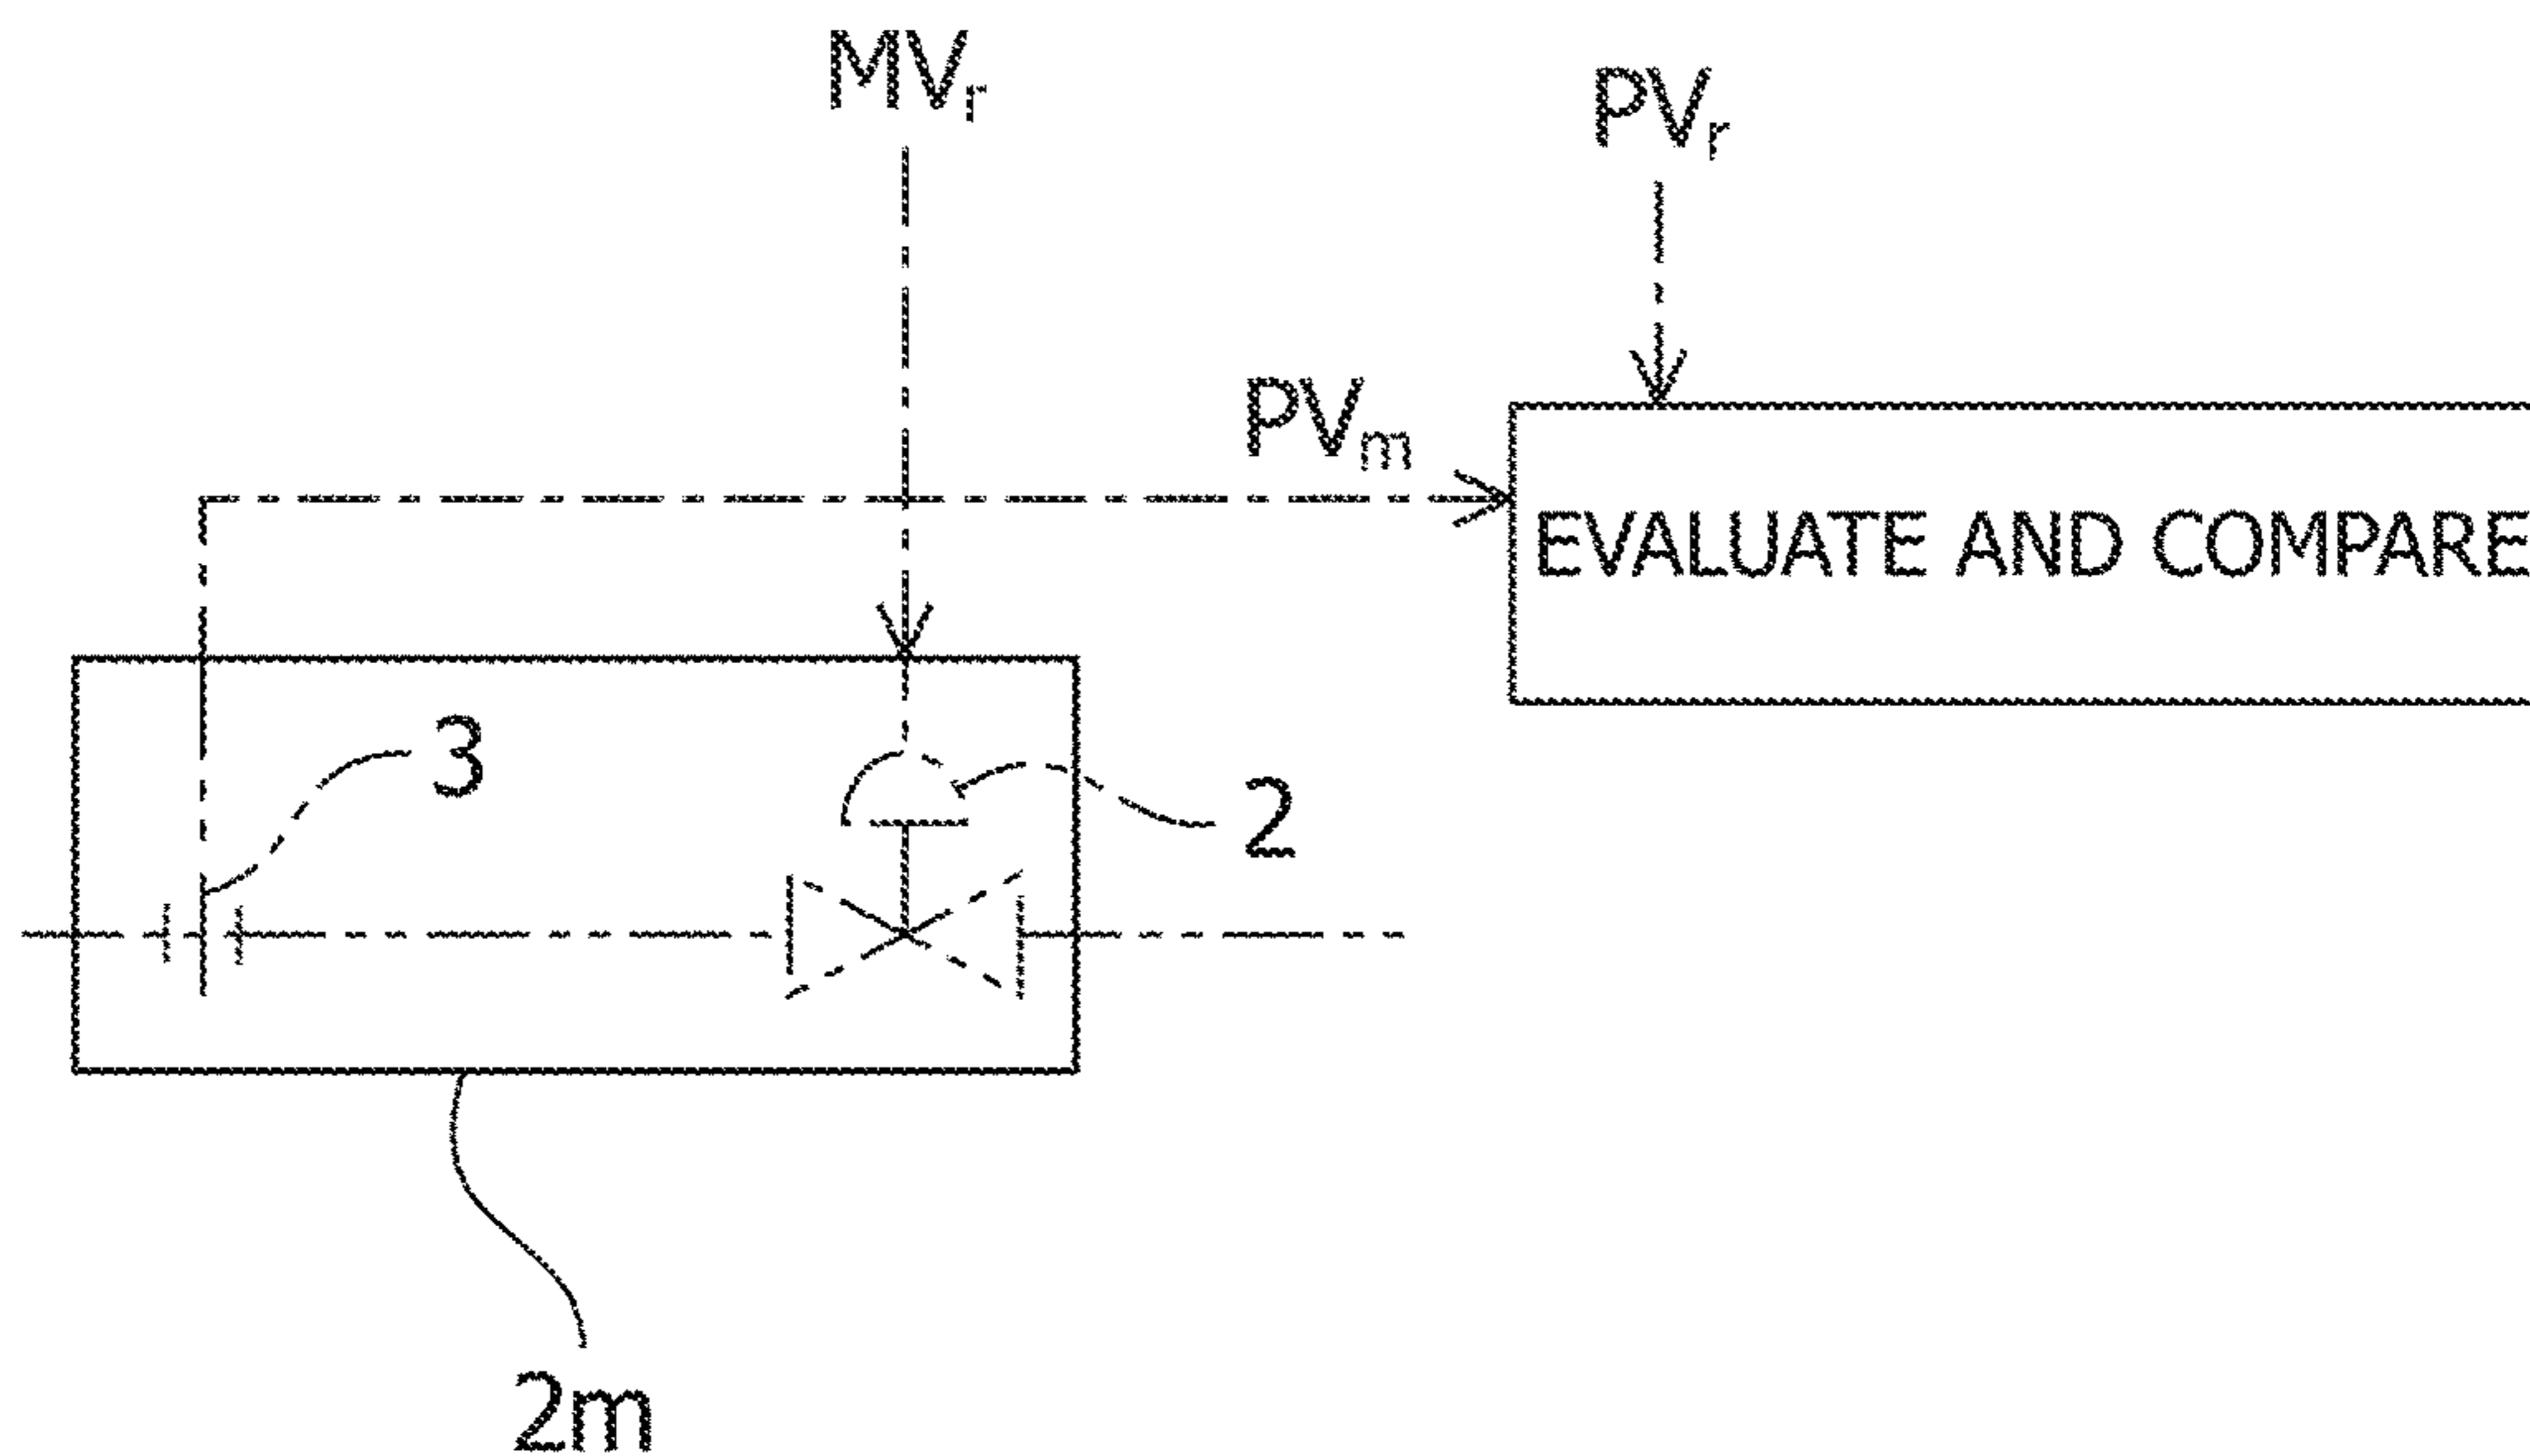 MVr
PVr
PVm
EVALUATE AND COMPARE
3
2
2m